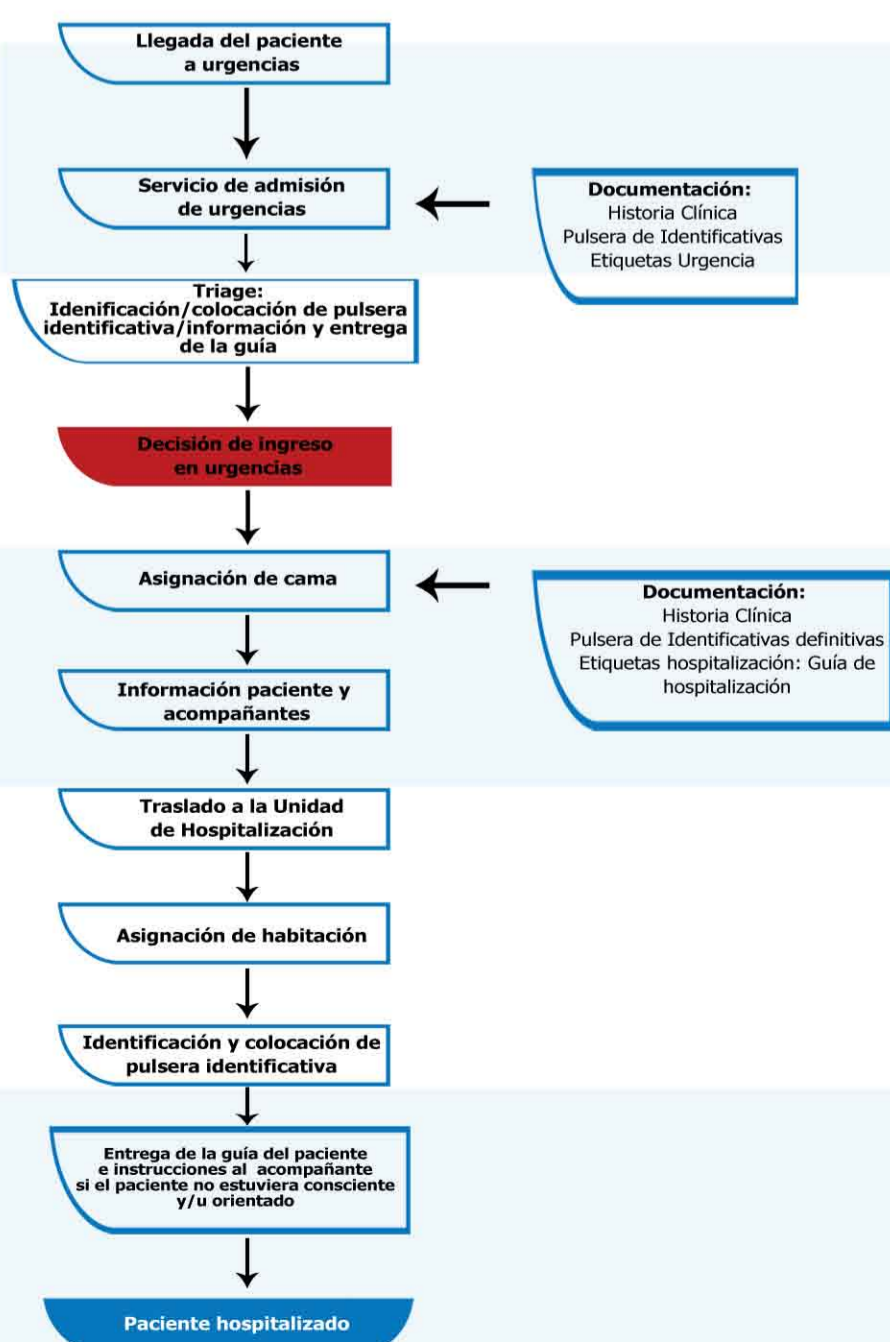 Llegada del paciente
a urgencias
Servicio de admisión
de urgencias
Documentación:
Historia Clínica
Pulsera de Identificativas
Etiquetas Urgencia
Triage:
Idenificación/colocación de pulsera
identificativa/información y entrega
de la guía
Decisión de ingreso
en urgencias
Asignación de cama
Documentación:
Historia Clínica
Pulsera de Identificativas definitivas
Etiquetas hospitalización: Guía de
hospitalización
Información paciente y
acompañantes
Traslado a la Unidad
de Hospitalización
Asignación de habitación
Identificación y colocación de
pulsera identificativa
Entrega de la guía del paciente
e instrucciones al acompañante
si el paciente no estuviera consciente
y/u orientado
Paciente hospitalizado